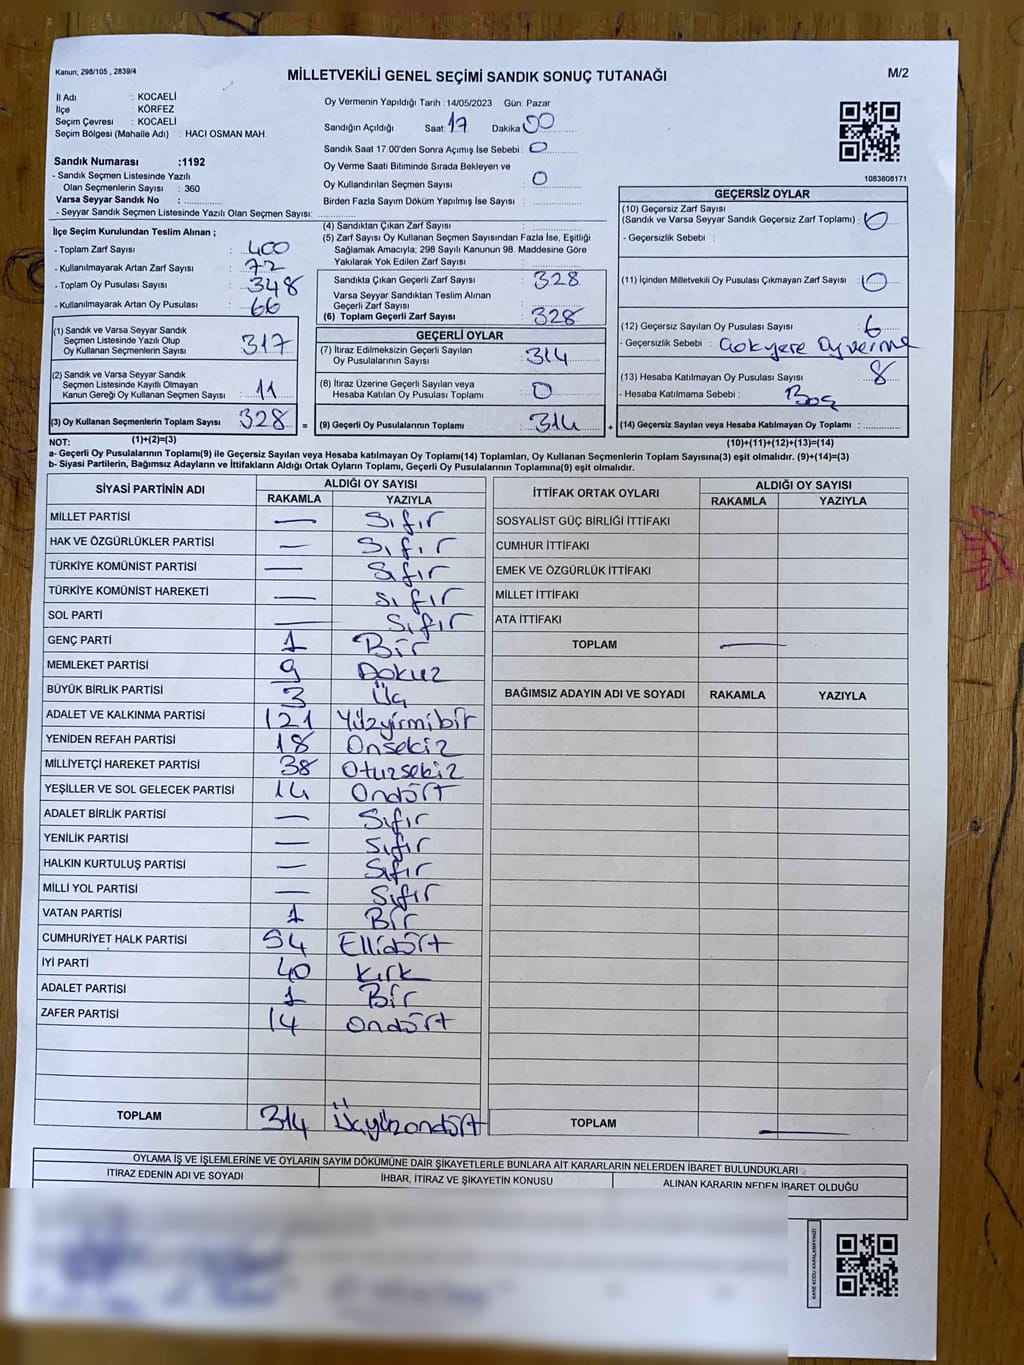 Kanun; 298/105 , 2839/4
MİLLETVEKİLİ GENEL SEÇİMİ SANDIK SONUÇ TUTANAĞI
M/2
İl Adı : KOCAELİ
İlçe : KÖRFEZ
Seçim Çevresi : KOCAELİ
Seçim Bölgesi (Mahalle Adı) : HACI OSMAN MAH.
Sandık Numarası :1192
- Sandık Seçmen Listesinde Yazılı
Olan Seçmenlerin Sayısı : 360
Varsa Seyyar Sandık No :
- Seyyar Sandık Seçmen Listesinde Yazılı Olan Seçmen Sayısı:
Oy Vermenin Yapıldığı Tarih :14/05/2023 Gün: Pazar
Sandığın Açıldığı Saat: 17 Dakika 00
Sandık Saat 17:00'den Sonra Açımış İse Sebebi : 0
Oy Verme Saati Bitiminde Sırada Bekleyen ve
Oy Kullandırılan Seçmen Sayısı : 0
Birden Fazla Sayım Döküm Yapılmış İse Sayısı :
1083808171
İlçe Seçim Kurulundan Teslim Alınan ;
- Toplam Zarf Sayısı : 400
- Kullanılmayarak Artan Zarf Sayısı : 72
- Toplam Oy Pusulası Sayısı : 348
- Kullanılmayarak Artan Oy Pusulası : 66
(1) Sandık ve Varsa Seyyar Sandık
Seçmen Listesinde Yazılı Olup
Oy Kullanan Seçmenlerin Sayısı 317
(2) Sandık ve Varsa Seyyar Sandık
Seçmen Listesinde Kayıtlı Olmayan
Kanun Gereği Oy Kullanan Seçmen Sayısı : 11
(3) Oy Kullanan Seçmenlerin Toplam Sayısı 328 =
(4) Sandıktan Çıkan Zarf Sayısı :
(5) Zarf Sayısı Oy Kullanan Seçmen Sayısından Fazla İse, Eşitliği
Sağlamak Amacıyla; 298 Sayılı Kanunun 98. Maddesine Göre
Yakılarak Yok Edilen Zarf Sayısı :
Sandıkta Çıkan Geçerli Zarf Sayısı : 328
Varsa Seyyar Sandıktan Teslim Alınan
Geçerli Zarf Sayısı :
(6) Toplam Geçerli Zarf Sayısı : 328
GEÇERLİ OYLAR
(7) İtiraz Edilmeksizin Geçerli Sayılan
Oy Pusulalarının Sayısı : 314
(8) İtiraz Üzerine Geçerli Sayılan veya
Hesaba Katılan Oy Pusulası Toplamı : 0
(9) Geçerli Oy Pusulalarının Toplamı : 314 +
GEÇERSİZ OYLAR
(10) Geçersiz Zarf Sayısı
(Sandık ve Varsa Seyyar Sandık Geçersiz Zarf Toplamı) : 0
- Geçersizlik Sebebi :
(11) İçinden Milletvekili Oy Pusulası Çıkmayan Zarf Sayısı : 0
(12) Geçersiz Sayılan Oy Pusulası Sayısı : 6
- Geçersizlik Sebebi : Çokyere Oyverme
(13) Hesaba Katılmayan Oy Pusulası Sayısı : 8
- Hesaba Katılmama Sebebi : Boş
(14) Geçersiz Sayılan veya Hesaba Katılmayan Oy Toplamı :
NOT: (1)+(2)=(3)
(10)+(11)+(12)+(13)=(14)
a- Geçerli Oy Pusulalarının Toplamı(9) ile Geçersiz Sayılan veya Hesaba katılmayan Oy Toplamı(14) Toplamları, Oy Kullanan Seçmenlerin Toplam Sayısına(3) eşit olmalıdır. (9)+(14)=(3)
b- Siyasi Partilerin, Bağımsız Adayların ve İttifakların Aldığı Ortak Oyların Toplamı, Geçerli Oy Pusulalarının Toplamına(9) eşit olmalıdır.
SİYASİ PARTİNİN ADI ALDIĞI OY SAYISI
RAKAMLA YAZIYLA
MİLLET PARTİSİ — Sıfır
HAK VE ÖZGÜRLÜKLER PARTİSİ — Sıfır
TÜRKİYE KOMÜNİST PARTİSİ — Sıfır
TÜRKİYE KOMÜNİST HAREKETİ — Sıfır
SOL PARTİ — Sıfır
GENÇ PARTİ 1 Bir
MEMLEKET PARTİSİ 9 Dokuz
BÜYÜK BİRLİK PARTİSİ 3 Üç
ADALET VE KALKINMA PARTİSİ 121 Yüzyirmibir
YENİDEN REFAH PARTİSİ 18 Onsekiz
MİLLİYETÇİ HAREKET PARTİSİ 38 Otuzsekiz
YEŞİLLER VE SOL GELECEK PARTİSİ 14 Ondört
ADALET BİRLİK PARTİSİ — Sıfır
YENİLİK PARTİSİ — Sıfır
HALKIN KURTULUŞ PARTİSİ — Sıfır
MİLLİ YOL PARTİSİ — Sıfır
VATAN PARTİSİ 1 Bir
CUMHURİYET HALK PARTİSİ 54 Ellidört
İYİ PARTİ 40 Kırk
ADALET PARTİSİ 1 Bir
ZAFER PARTİSİ 14 Ondört
TOPLAM 314 Üçyüzondört
İTTİFAK ORTAK OYLARI ALDIĞI OY SAYISI
RAKAMLA YAZIYLA
SOSYALİST GÜÇ BİRLİĞİ İTTİFAKI
CUMHUR İTTİFAKI
EMEK VE ÖZGÜRLÜK İTTİFAKI
MİLLET İTTİFAKI
ATA İTTİFAKI
TOPLAM —
BAĞIMSIZ ADAYIN ADI VE SOYADI RAKAMLA YAZIYLA
TOPLAM —
OYLAMA İŞ VE İŞLEMLERİNE VE OYLARIN SAYIM DÖKÜMÜNE DAİR ŞİKAYETLERLE BUNLARA AİT KARARLARIN NELERDEN İBARET BULUNDUKLARI
İTİRAZ EDENİN ADI VE SOYADI İHBAR, İTİRAZ VE ŞİKAYETİN KONUSU ALINAN KARARIN NEDEN İBARET OLDUĞU
KARE KODU KARALAMAYINIZ!